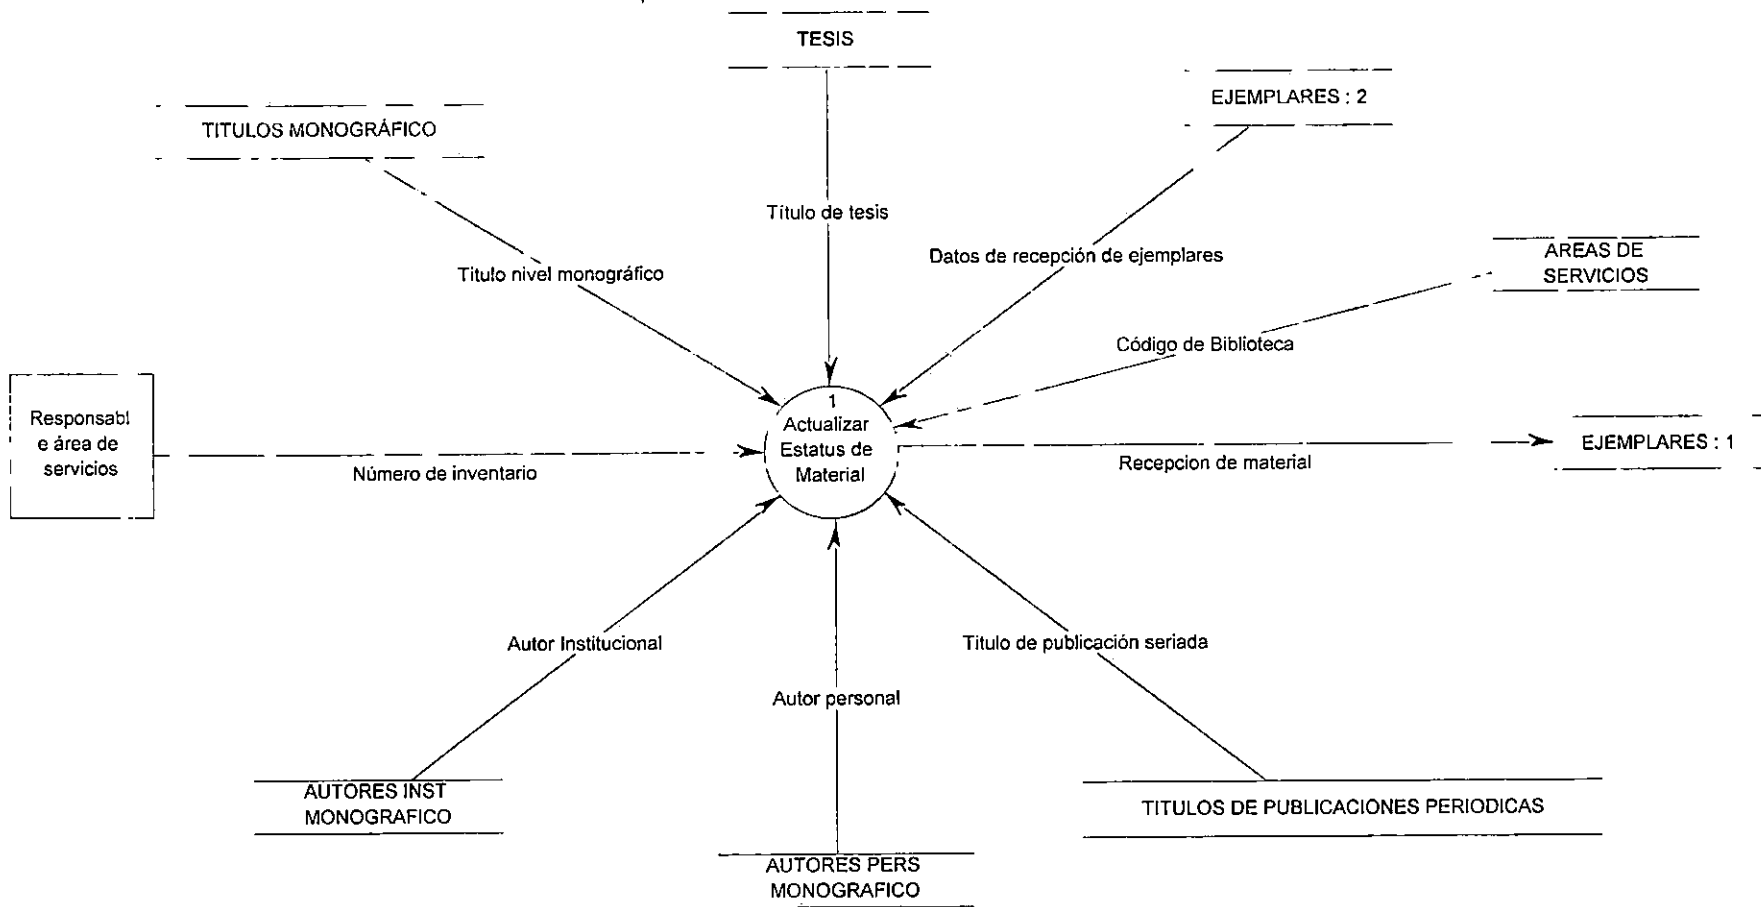 TESIS
EJEMPLARES : 2
TITULOS MONOGRÁFICO
Título de tesis
Datos de recepción de ejemplares
AREAS DE
SERVICIOS
Titulo nivel monográfico
Código de Biblioteca
Responsabl
e área de
servicios
1
Actualizar
Estatus de
Material
EJEMPLARES : 1
Número de inventario
Recepcion de material
Autor Institucional
Titulo de publicación seriada
Autor personal
AUTORES INST
MONOGRAFICO
TITULOS DE PUBLICACIONES PERIODICAS
AUTORES PERS
MONOGRAFICO